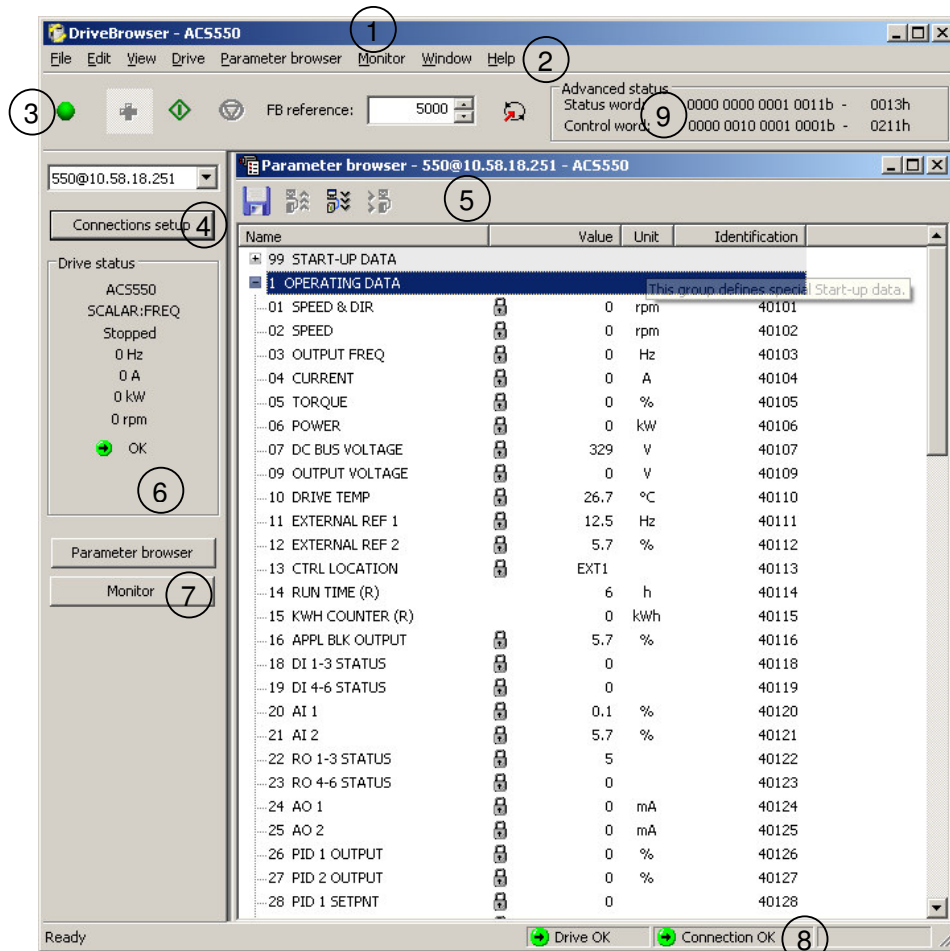 DriveBrowser - ACS550
1
File Edit View Drive Parameter browser Monitor Window Help
2
3
FB reference: 5000
Advanced status
Status word: 0000 0000 0001 0011b - 0013h
Control word: 0000 0010 0001 0001b - 0211h
9
550@10.58.18.251
Connections setup
4
Drive status
ACS550
SCALAR:FREQ
Stopped
0 Hz
0 A
0 kW
0 rpm
OK
6
Parameter browser
Monitor
7
Parameter browser - 550@10.58.18.251 - ACS550
5
Name Value Unit Identification
99 START-UP DATA
1 OPERATING DATA
This group defines special Start-up data.
01 SPEED & DIR 0 rpm 40101
02 SPEED 0 rpm 40102
03 OUTPUT FREQ 0 Hz 40103
04 CURRENT 0 A 40104
05 TORQUE 0 % 40105
06 POWER 0 kW 40106
07 DC BUS VOLTAGE 329 V 40107
09 OUTPUT VOLTAGE 0 V 40109
10 DRIVE TEMP 26.7 °C 40110
11 EXTERNAL REF 1 12.5 Hz 40111
12 EXTERNAL REF 2 5.7 % 40112
13 CTRL LOCATION EXT1 40113
14 RUN TIME (R) 6 h 40114
15 KWH COUNTER (R) 0 kWh 40115
16 APPL BLK OUTPUT 5.7 % 40116
18 DI 1-3 STATUS 0 40118
19 DI 4-6 STATUS 0 40119
20 AI 1 0.1 % 40120
21 AI 2 5.7 % 40121
22 RO 1-3 STATUS 5 40122
23 RO 4-6 STATUS 0 40123
24 AO 1 0 mA 40124
25 AO 2 0 mA 40125
26 PID 1 OUTPUT 0 % 40126
27 PID 2 OUTPUT 0 % 40127
28 PID 1 SETPNT 0 40128
Ready Drive OK Connection OK
8